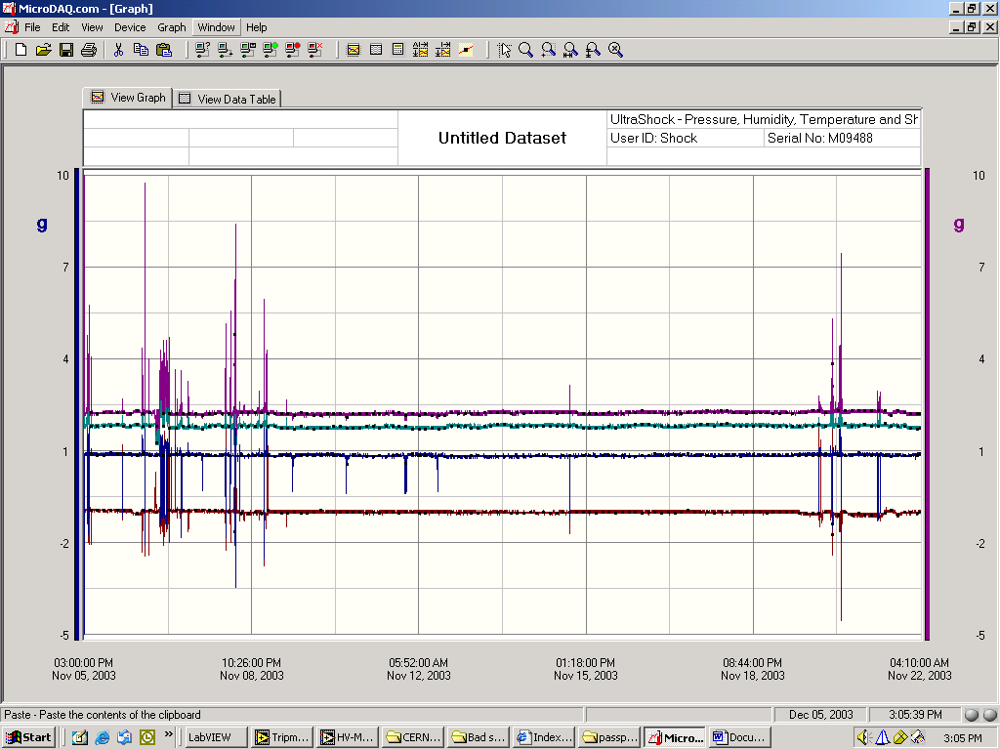 MicroDAQ.com - [Graph]
File Edit View Device Graph Window Help
View Graph View Data Table
UltraShock - Pressure, Humidity, Temperature and Sh
Untitled Dataset
User ID: Shock Serial No: M09488
10 10
g g
7 7
4 4
1 1
-2 -2
-5 -5
03:00:00 PM 10:26:00 PM 05:52:00 AM 01:18:00 PM 08:44:00 PM 04:10:00 AM
Nov 05, 2003 Nov 08, 2003 Nov 12, 2003 Nov 15, 2003 Nov 18, 2003 Nov 22, 2003
Paste - Paste the contents of the clipboard Dec 05, 2003 3:05:39 PM
Start » LabVIEW Tripm... HV-M... CERN... Bad s... Index... passp... Micro... Docu... 3:05 PM